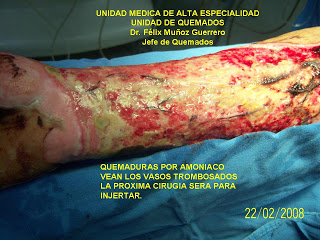 UNIDAD MEDICA DE ALTA ESPECIALIDAD
UNIDAD DE QUEMADOS
Dr. Félix Muñoz Guerrero
Jefe de Quemados
QUEMADURAS POR AMONIACO
VEAN LOS VASOS TROMBOSADOS
LA PROXIMA CIRUGIA SERA PARA
INJERTAR.
22/02/2008